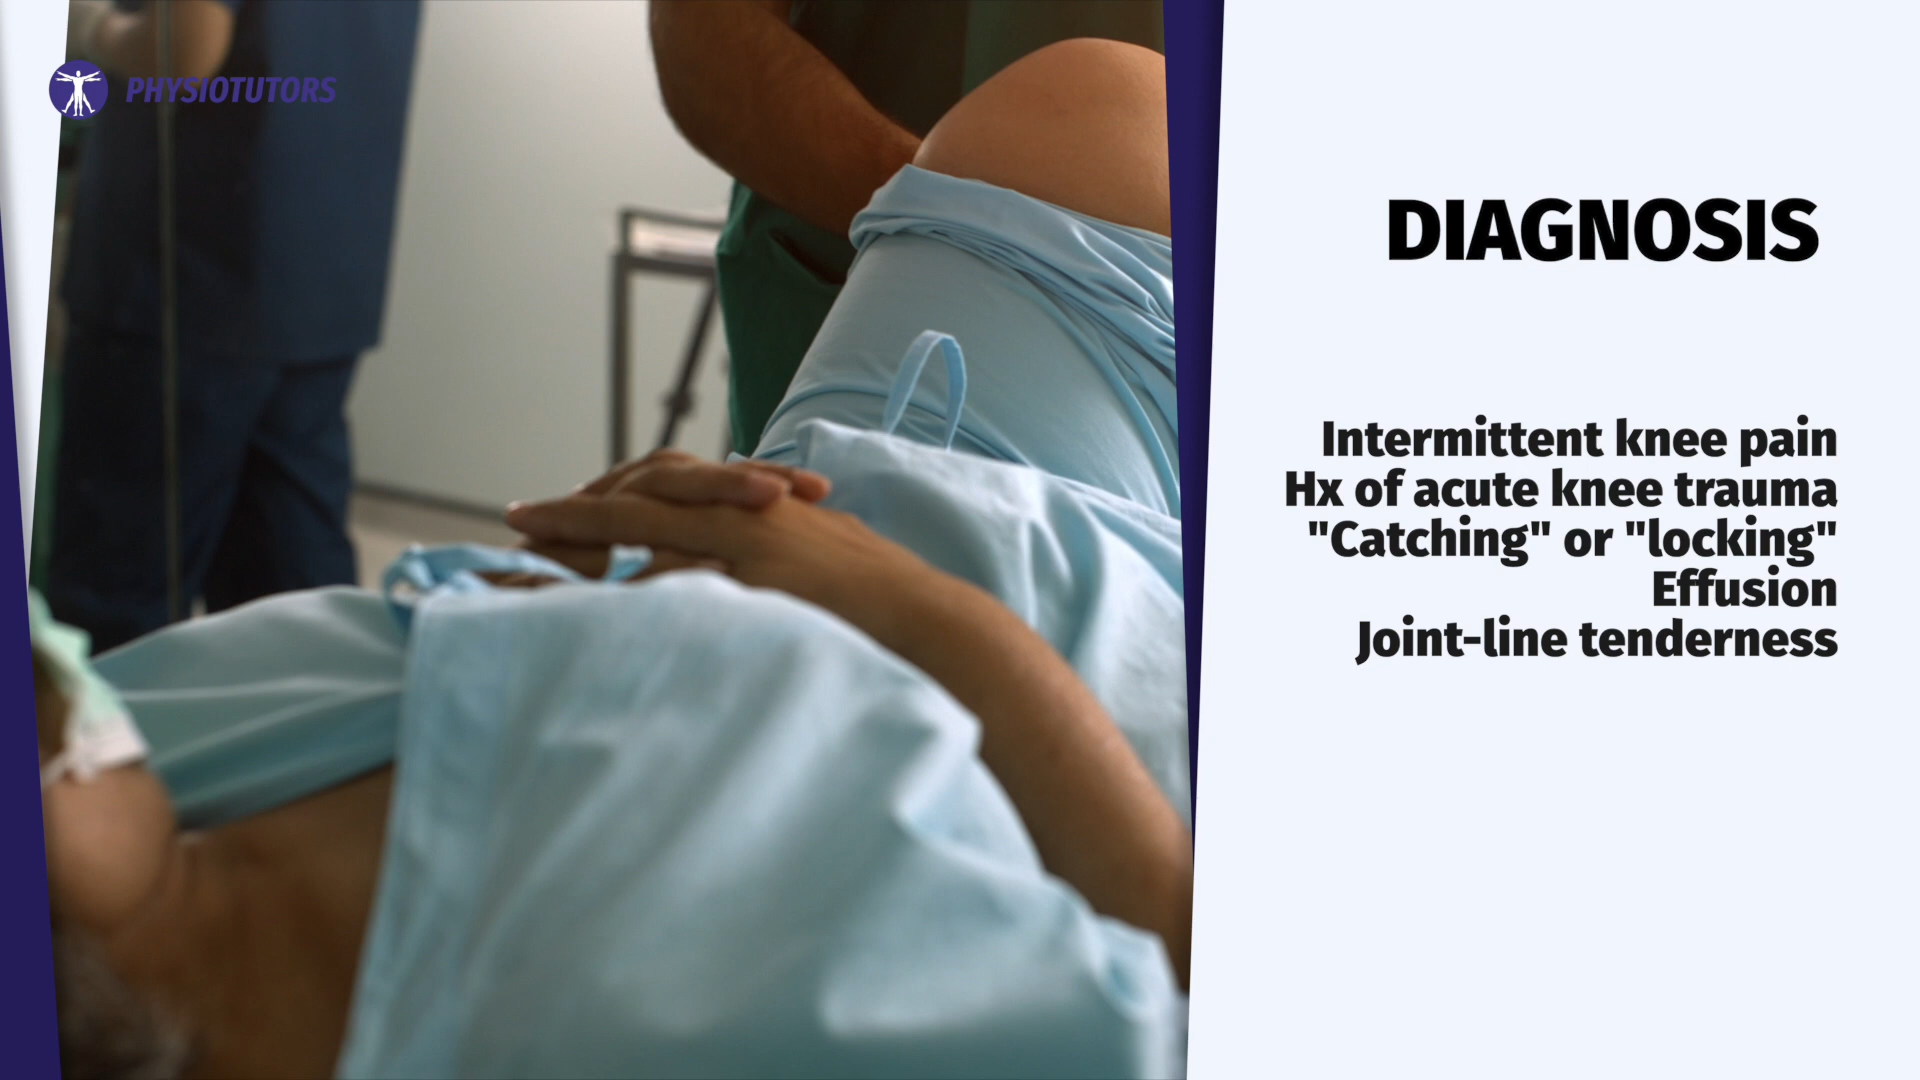 PHYSIOTUTORS
DIAGNOSIS
Intermittent knee pain
Hx of acute knee trauma
"Catching" or "locking"
Effusion
Joint-line tenderness